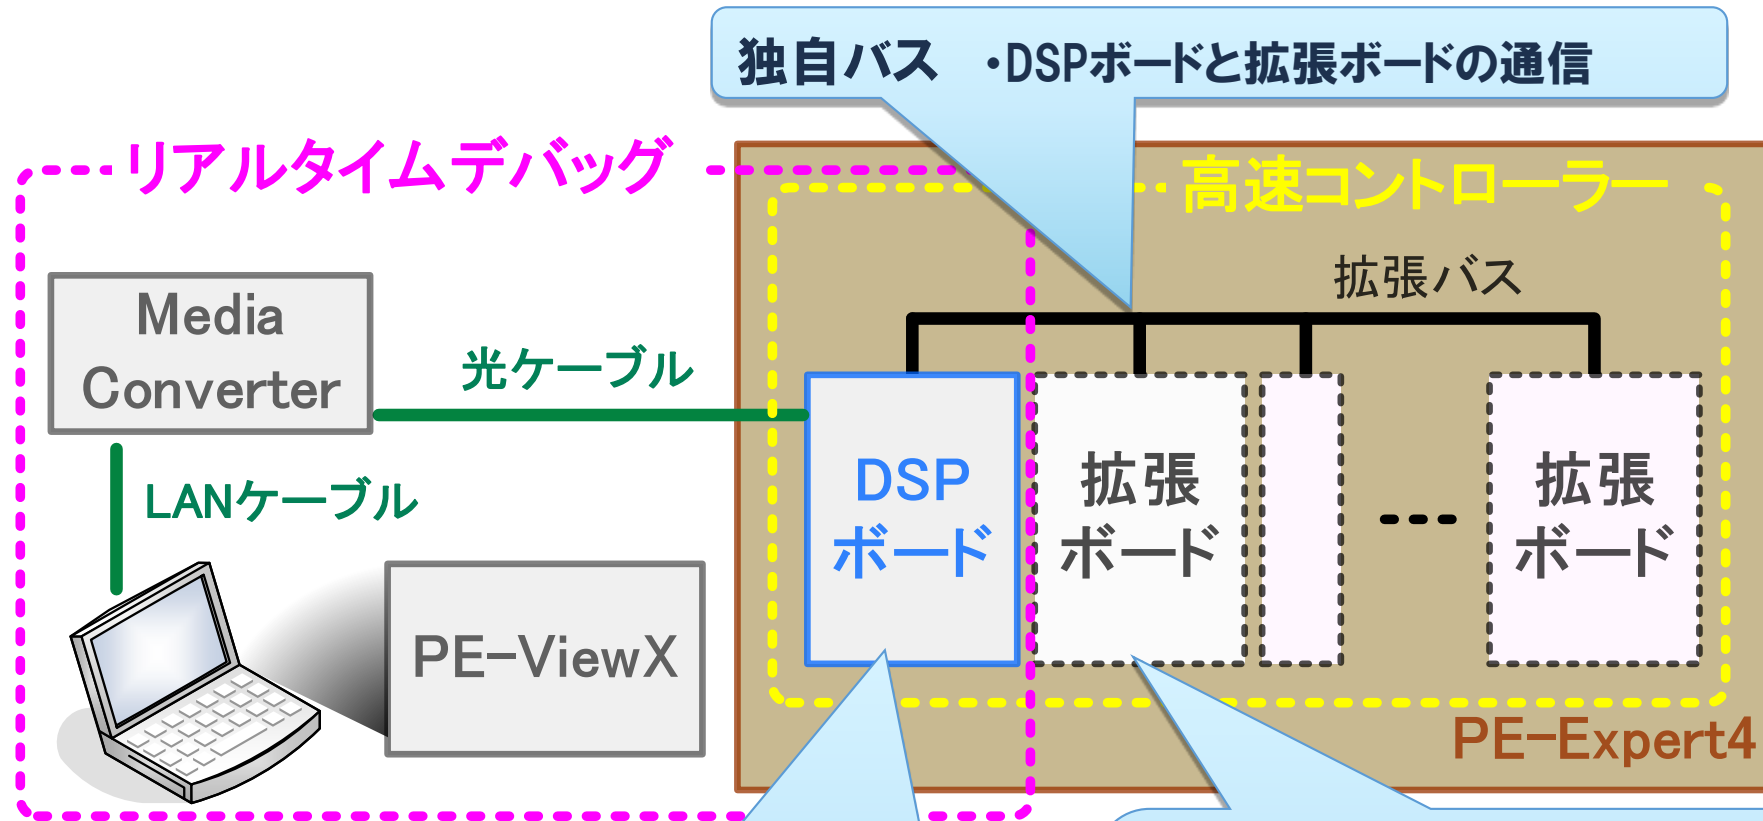 独自バス ・DSPボードと拡張ボードの通信
リアルタイムデバッグ
高速コントローラー
拡張バス
Media
Converter
光ケーブル
LANケーブル
DSP
ボード
拡張
ボード
拡張
ボード
PE-ViewX
PE-Expert4